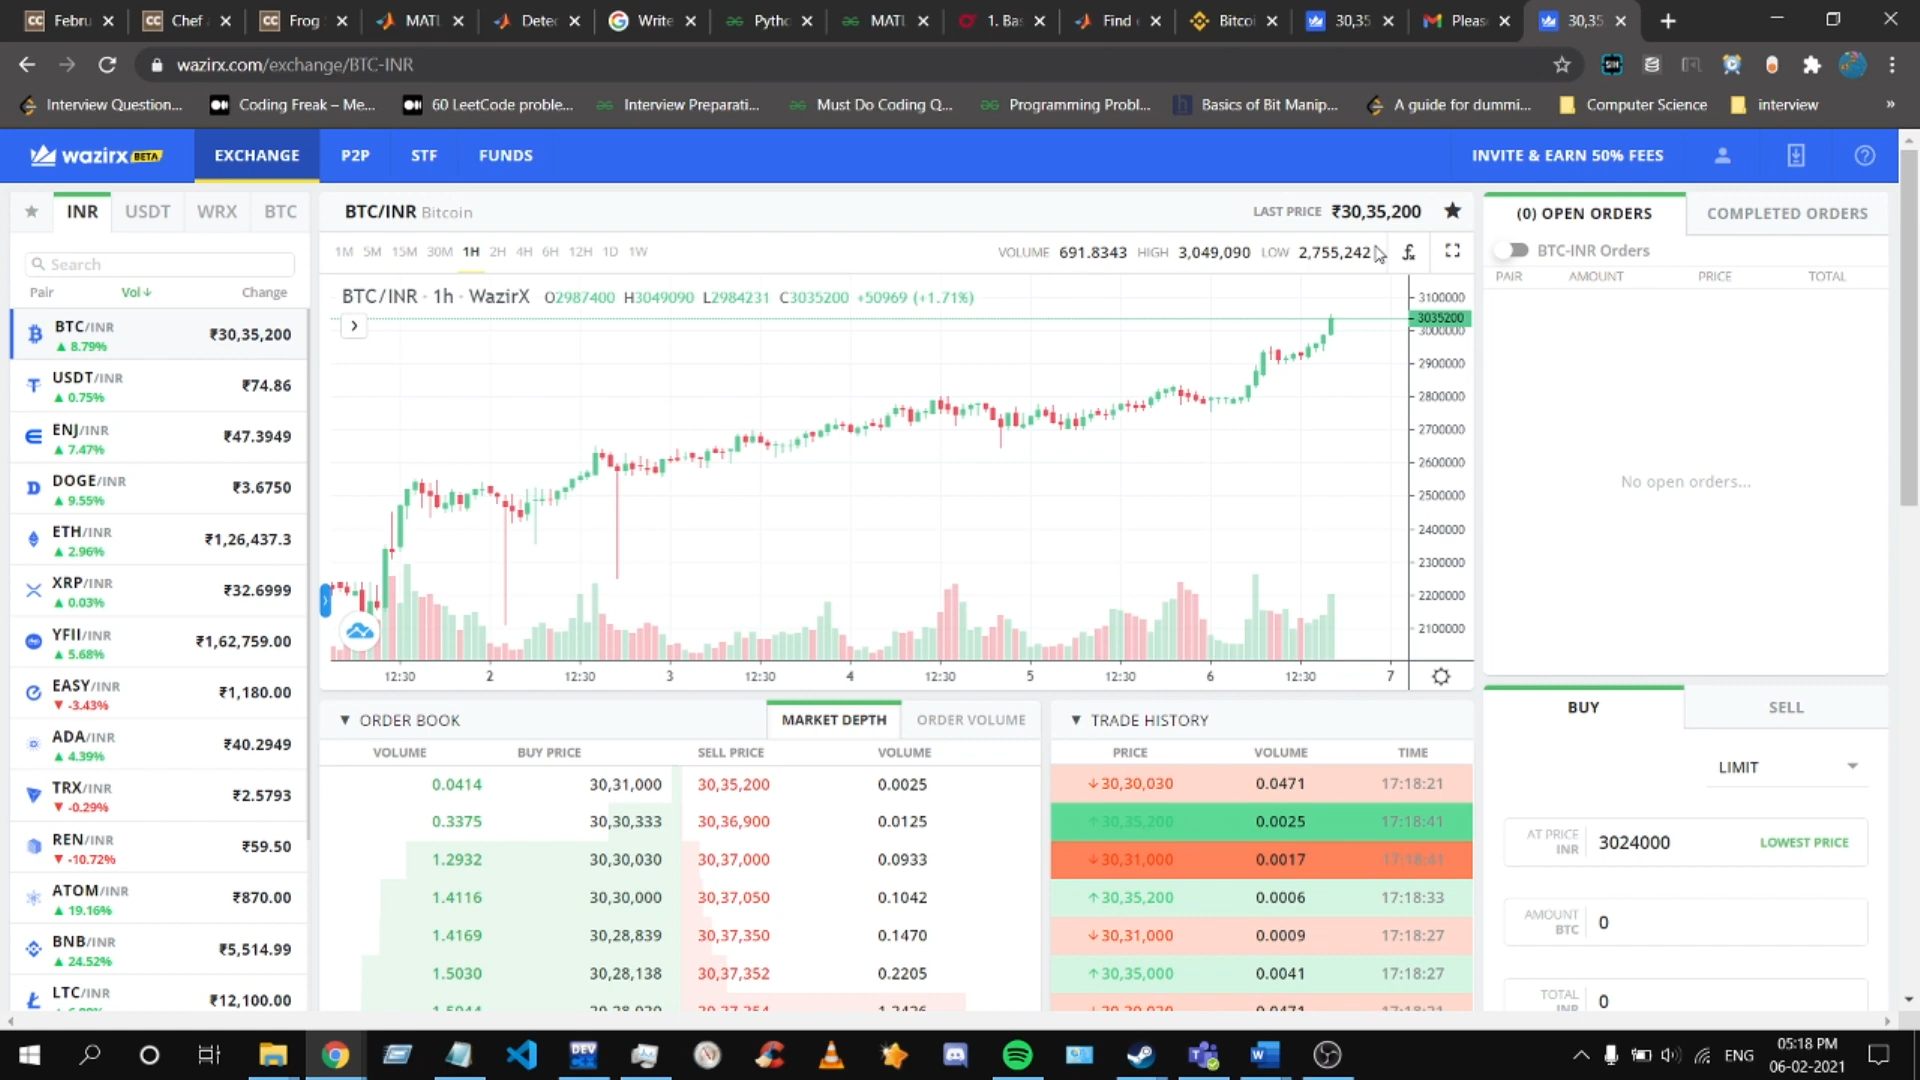 Febru
Chef
Frog
MATL
Detec
Write
Pytho
MATL
1. Bas
Find
Bitcoi
30,35
Pleas
30,35
wazirx.com/exchange/BTC-INR
Interview Question...
Coding Freak – Me...
60 LeetCode proble...
Interview Preparati...
Must Do Coding Q...
Programming Probl...
Basics of Bit Manip...
A guide for dummi...
Computer Science
interview
»
wazirx BETA
EXCHANGE
P2P
STF
FUNDS
INVITE & EARN 50% FEES
INR
USDT
WRX
BTC
BTC/INR Bitcoin
LAST PRICE ₹30,35,200
(0) OPEN ORDERS
COMPLETED ORDERS
Search
1M 5M 15M 30M 1H 2H 4H 6H 12H 1D 1W
VOLUME 691.8343 HIGH 3,049,090 LOW 2,755,242
BTC-INR Orders
PAIR AMOUNT PRICE TOTAL
No open orders...
Pair Vol↓ Change
BTC/INR ₹30,35,200
▲ 8.79%
USDT/INR ₹74.86
▲ 0.75%
ENJ/INR ₹47.3949
▲ 7.47%
DOGE/INR ₹3.6750
▲ 9.55%
ETH/INR ₹1,26,437.3
▲ 2.96%
XRP/INR ₹32.6999
▲ 0.03%
YFII/INR ₹1,62,759.00
▲ 5.68%
EASY/INR ₹1,180.00
▼ -3.43%
ADA/INR ₹40.2949
▲ 4.39%
TRX/INR ₹2.5793
▼ -0.29%
REN/INR ₹59.50
▼ -10.72%
ATOM/INR ₹870.00
▲ 19.16%
BNB/INR ₹5,514.99
▲ 24.52%
LTC/INR ₹12,100.00
BTC/INR · 1h · WazirX O2987400 H3049090 L2984231 C3035200 +50969 (+1.71%)
3100000
3035200
3000000
2900000
2800000
2700000
2600000
2500000
2400000
2300000
2200000
2100000
12:30 2 12:30 3 12:30 4 12:30 5 12:30 6 12:30 7
▼ ORDER BOOK
MARKET DEPTH
ORDER VOLUME
VOLUME BUY PRICE SELL PRICE VOLUME
0.0414 30,31,000 30,35,200 0.0025
0.3375 30,30,333 30,36,900 0.0125
1.2932 30,30,030 30,37,000 0.0933
1.4116 30,30,000 30,37,050 0.1042
1.4169 30,28,839 30,37,350 0.1470
1.5030 30,28,138 30,37,352 0.2205
▼ TRADE HISTORY
PRICE VOLUME TIME
↓30,30,030 0.0471 17:18:21
↑30,35,200 0.0025 17:18:41
↓30,31,000 0.0017 17:18:41
↑30,35,200 0.0006 17:18:33
↓30,31,000 0.0009 17:18:27
↑30,35,000 0.0041 17:18:27
BUY
SELL
LIMIT
AT PRICE
INR
3024000
LOWEST PRICE
AMOUNT
BTC
0
TOTAL
INR
0
DEV
ENG
05:18 PM
06-02-2021